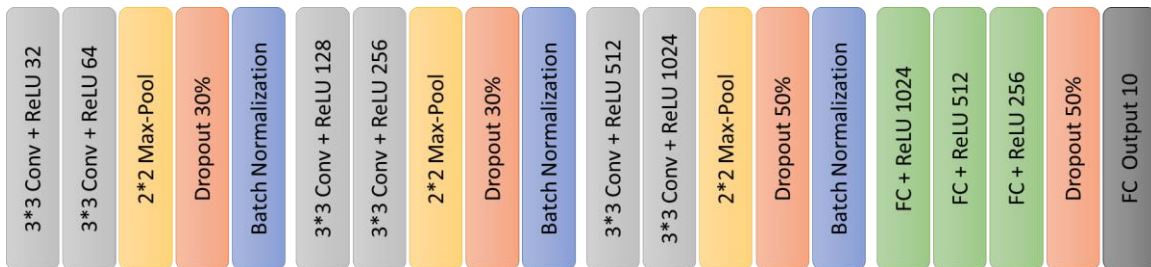 3*3 Conv + ReLU 32
3*3 Conv + ReLU 64
2*2 Max-Pool
Dropout 30%
Batch Normalization
3*3 Conv + ReLU 128
3*3 Conv + ReLU 256
2*2 Max-Pool
Dropout 30%
Batch Normalization
3*3 Conv + ReLU 512
3*3 Conv + ReLU 1024
2*2 Max-Pool
Dropout 50%
Batch Normalization
FC + ReLU 1024
FC + ReLU 512
FC + ReLU 256
Dropout 50%
FC Output 10